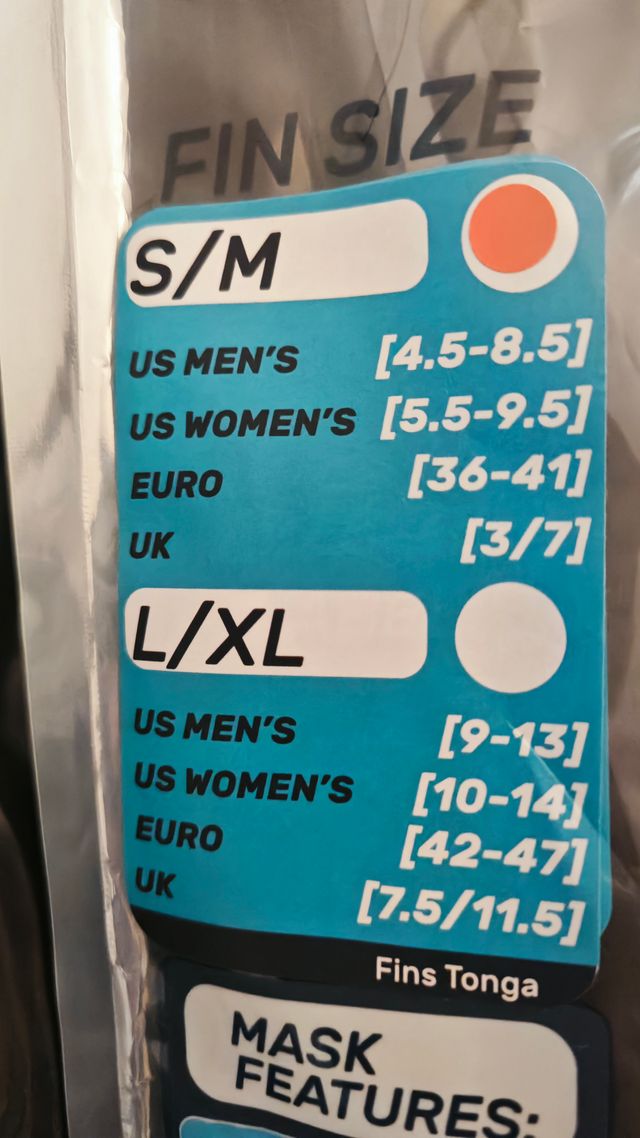 FIN SIZE
S/M
US MEN'S [4.5-8.5]
US WOMEN'S [5.5-9.5]
EURO [36-41]
UK [3/7]
L/XL
US MEN'S [9-13]
US WOMEN'S [10-14]
EURO [42-47]
UK [7.5/11.5]
Fins Tonga
MASK
FEATURES: